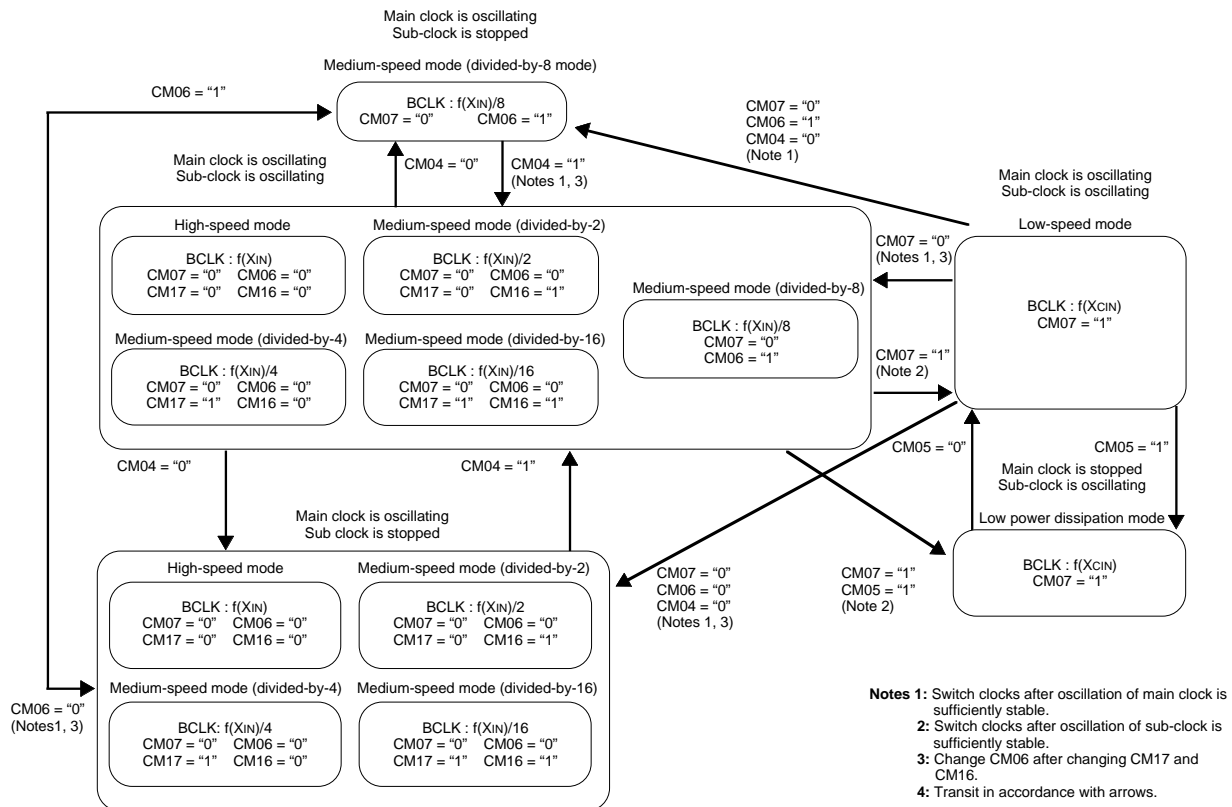 Main clock is oscillating
Sub-clock is stopped
Medium-speed mode (divided-by-8 mode)
CM06 = “1”
BCLK : f(XIN)/8
CM07 = “0” CM06 = “1”
CM07 = “0”
CM06 = “1”
CM04 = “0”
(Note 1)
Main clock is oscillating
Sub-clock is oscillating
CM04 = “0”
CM04 = “1”
(Notes 1, 3)
Main clock is oscillating
Sub-clock is oscillating
Low-speed mode
High-speed mode
BCLK : f(XIN)
CM07 = “0” CM06 = “0”
CM17 = “0” CM16 = “0”
Medium-speed mode (divided-by-2)
BCLK : f(XIN)/2
CM07 = “0” CM06 = “0”
CM17 = “0” CM16 = “1”
Medium-speed mode (divided-by-8)
BCLK : f(XIN)/8
CM07 = “0”
CM06 = “1”
CM07 = “0”
(Notes 1, 3)
BCLK : f(XCIN)
CM07 = “1”
Medium-speed mode (divided-by-4)
BCLK : f(XIN)/4
CM07 = “0” CM06 = “0”
CM17 = “1” CM16 = “0”
Medium-speed mode (divided-by-16)
BCLK : f(XIN)/16
CM07 = “0” CM06 = “0”
CM17 = “1” CM16 = “1”
CM07 = “1”
(Note 2)
CM04 = “0”
CM04 = “1”
CM05 = “0”
CM05 = “1”
Main clock is stopped
Sub-clock is oscillating
Low power dissipation mode
BCLK : f(XCIN)
CM07 = “1”
Main clock is oscillating
Sub clock is stopped
High-speed mode
BCLK : f(XIN)
CM07 = “0” CM06 = “0”
CM17 = “0” CM16 = “0”
Medium-speed mode (divided-by-2)
BCLK : f(XIN)/2
CM07 = “0” CM06 = “0”
CM17 = “0” CM16 = “1”
CM07 = “0”
CM06 = “0”
CM04 = “0”
(Notes 1, 3)
CM07 = “1”
CM05 = “1”
(Note 2)
Medium-speed mode (divided-by-4)
BCLK: f(XIN)/4
CM07 = “0” CM06 = “0”
CM17 = “1” CM16 = “0”
Medium-speed mode (divided-by-16)
BCLK : f(XIN)/16
CM07 = “0” CM06 = “0”
CM17 = “1” CM16 = “1”
CM06 = “0”
(Notes1, 3)
Notes 1: Switch clocks after oscillation of main clock is
sufficiently stable.
2: Switch clocks after oscillation of sub-clock is
sufficiently stable.
3: Change CM06 after changing CM17 and
CM16.
4: Transit in accordance with arrows.